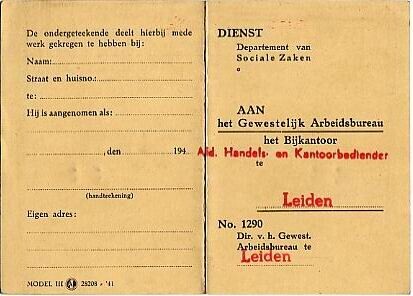 De ondergeteekende deelt hierbij mede
werk gekregen te hebben bij:
Naam:
Straat en huisno.:
te:
Hij is aangenomen als:
, den 194
(handteekening)
Eigen adres:
MODEL III 28208 - '41
DIENST
Departement van
Sociale Zaken
AAN
het Gewestelijk Arbeidsbureau
het Bijkantoor
Afd. Handels- en Kantoorbediender
te
Leiden
No. 1290
Dir. v. h. Gewest.
Arbeidsbureau te
Leiden